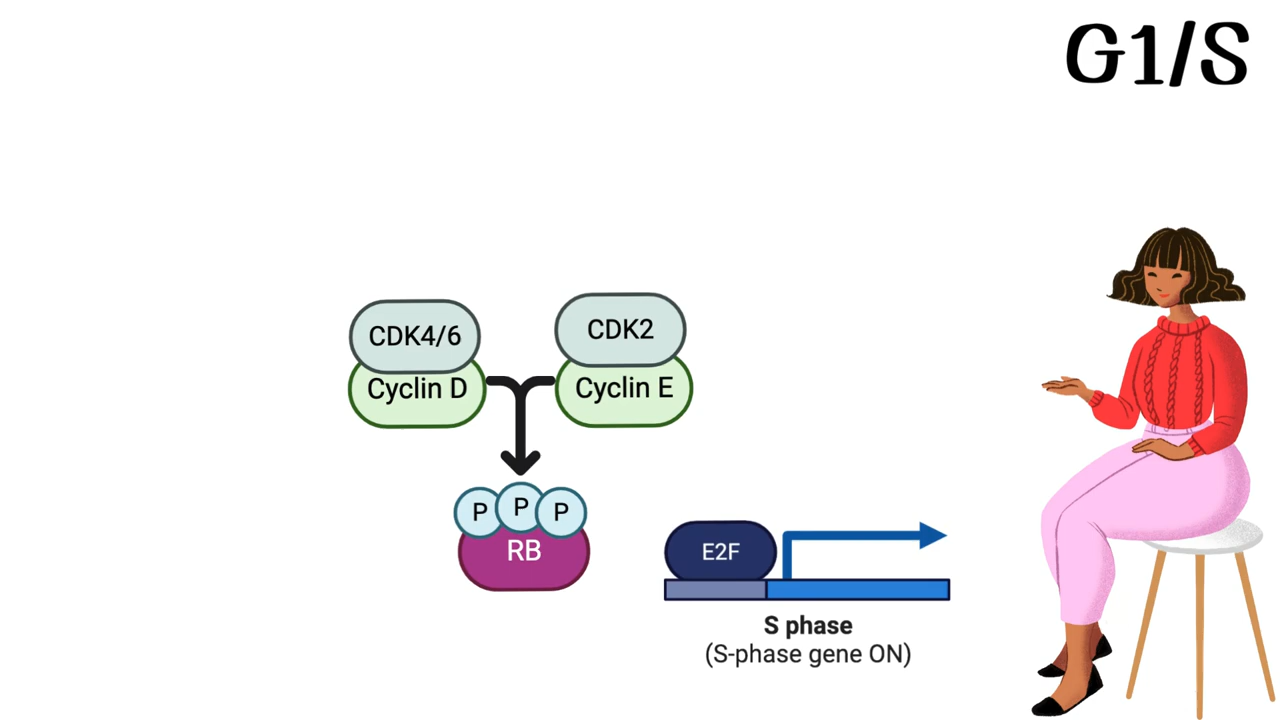 G1/S
CDK4/6
Cyclin D
CDK2
Cyclin E
P P P
RB
E2F
S phase
(S-phase gene ON)